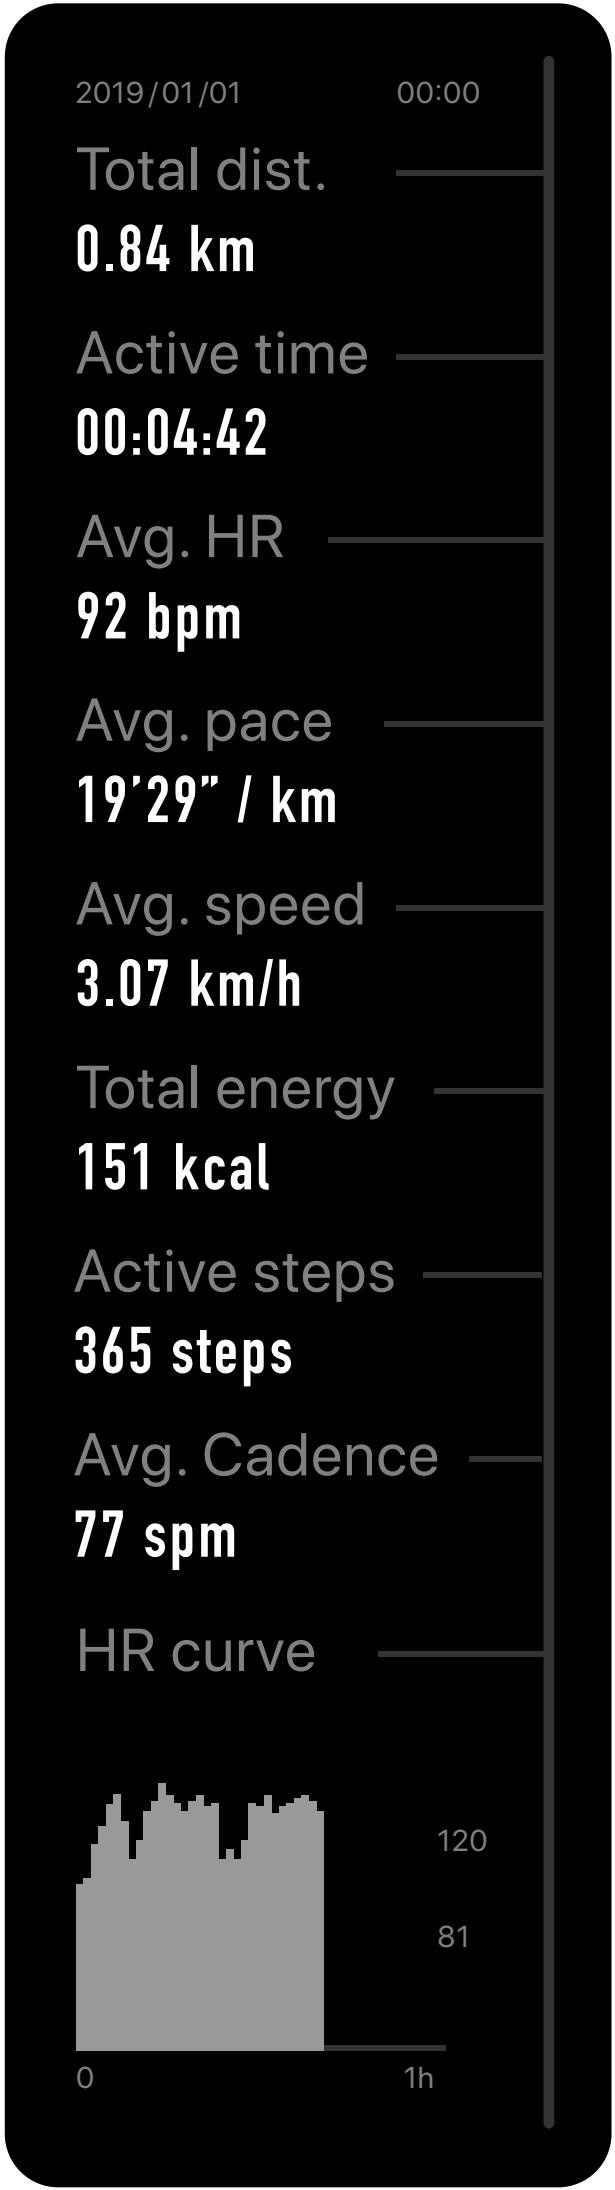 2019/01/01 00:00
Total dist.
0.84 km
Active time
00:04:42
Avg. HR
92 bpm
Avg. pace
19'29” / km
Avg. speed
3.07 km/h
Total energy
151 kcal
Active steps
365 steps
Avg. Cadence
77 spm
HR curve
120
81
0 1h